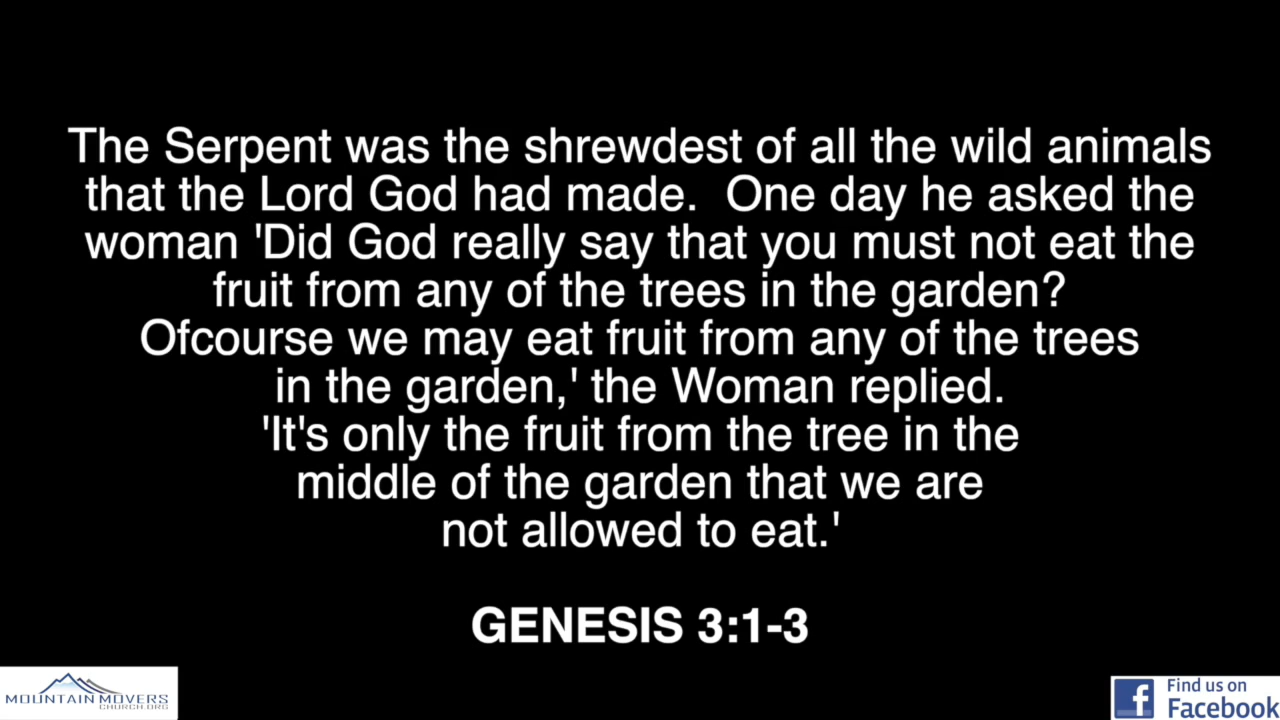 The Serpent was the shrewdest of all the wild animals
that the Lord God had made.  One day he asked the
woman 'Did God really say that you must not eat the
fruit from any of the trees in the garden?
Ofcourse we may eat fruit from any of the trees
in the garden,' the Woman replied.
'It's only the fruit from the tree in the
middle of the garden that we are
not allowed to eat.'
GENESIS 3:1-3
MOUNTAIN MOVERS
CHURCH.ORG
Find us on
Facebook